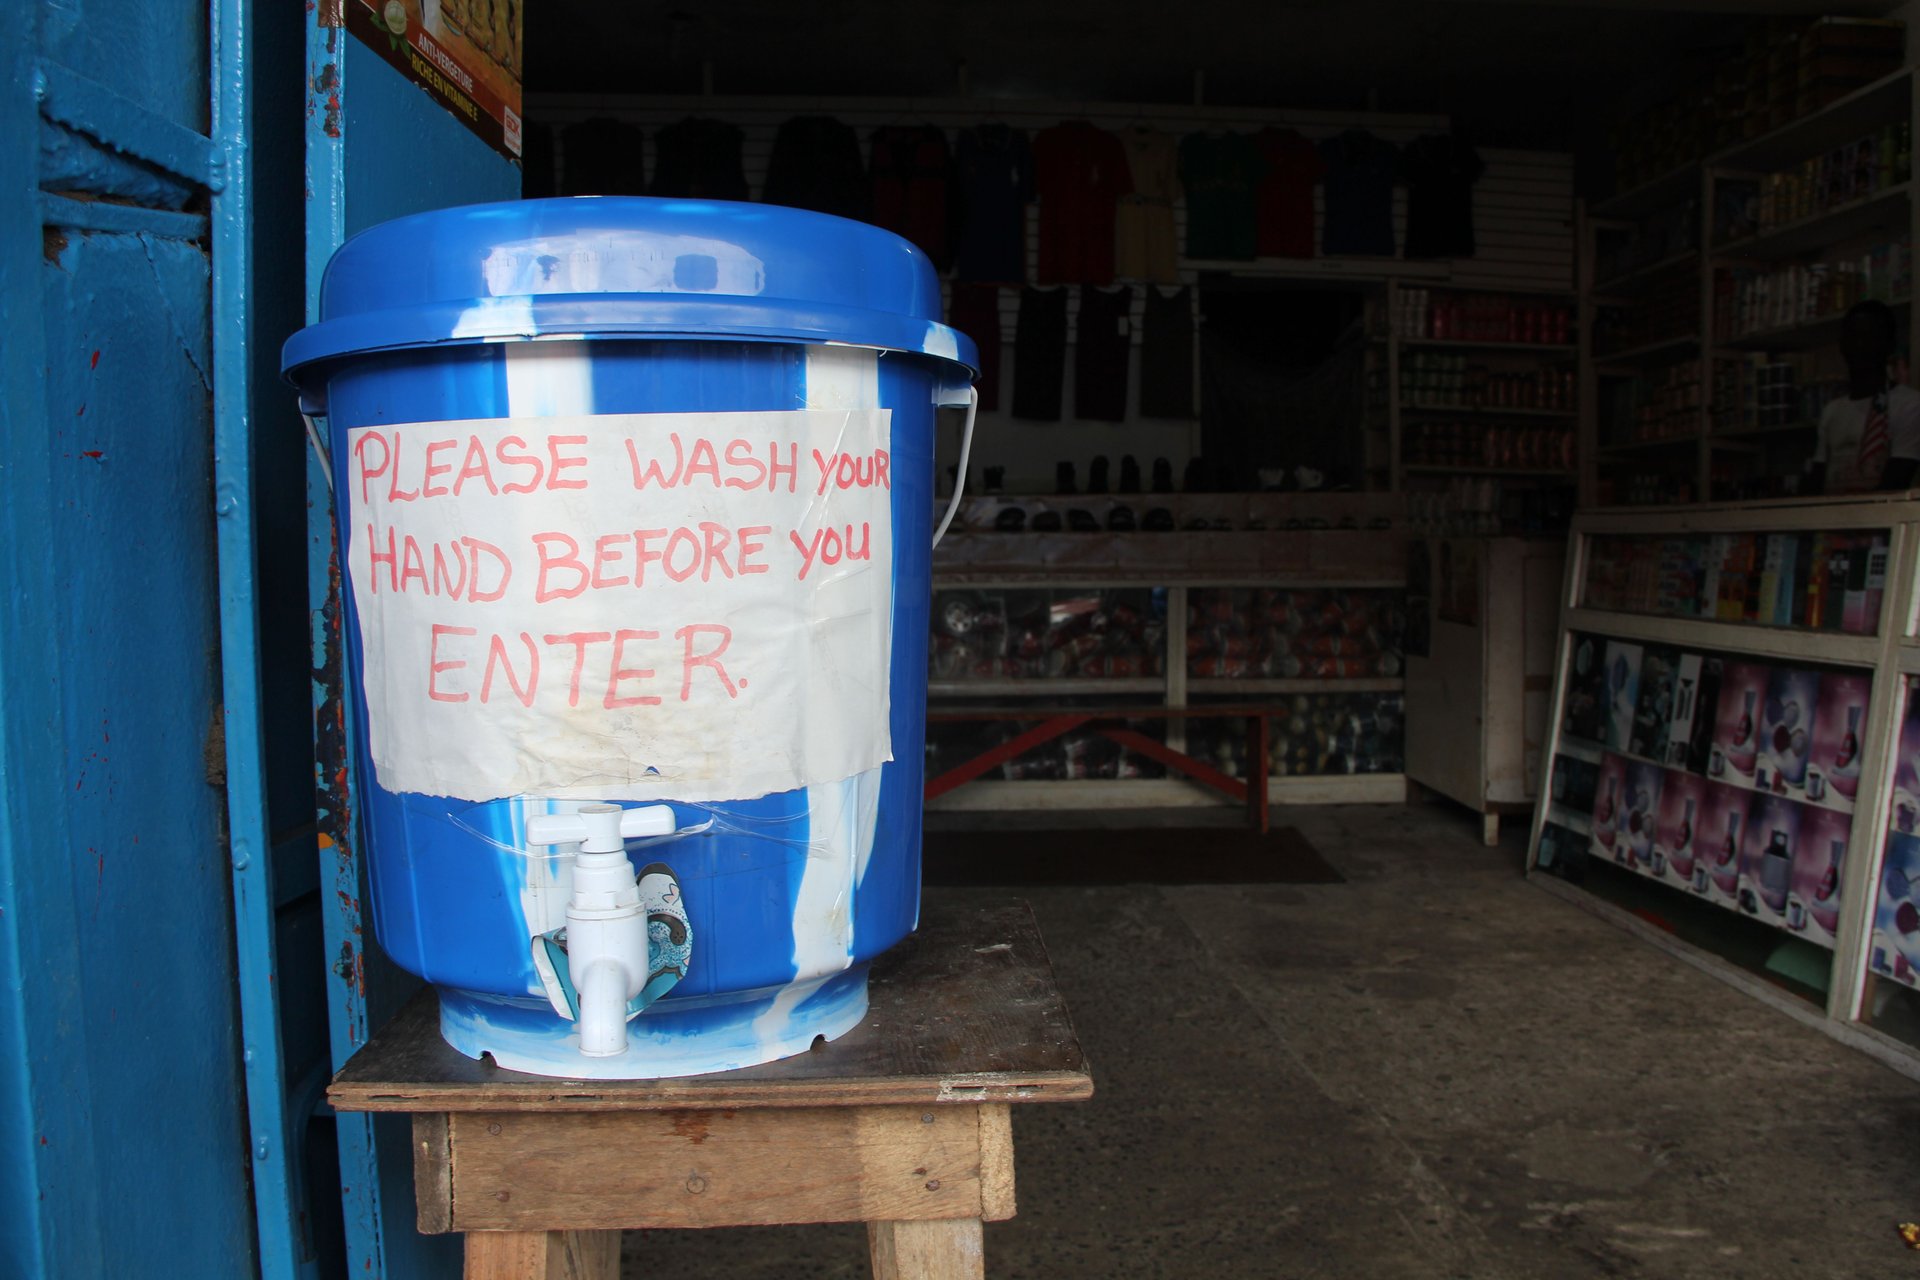 ANTI-VERGETURE
RICHE EN VITAMINE E
PLEASE WASH YOUR
HAND BEFORE YOU
ENTER.